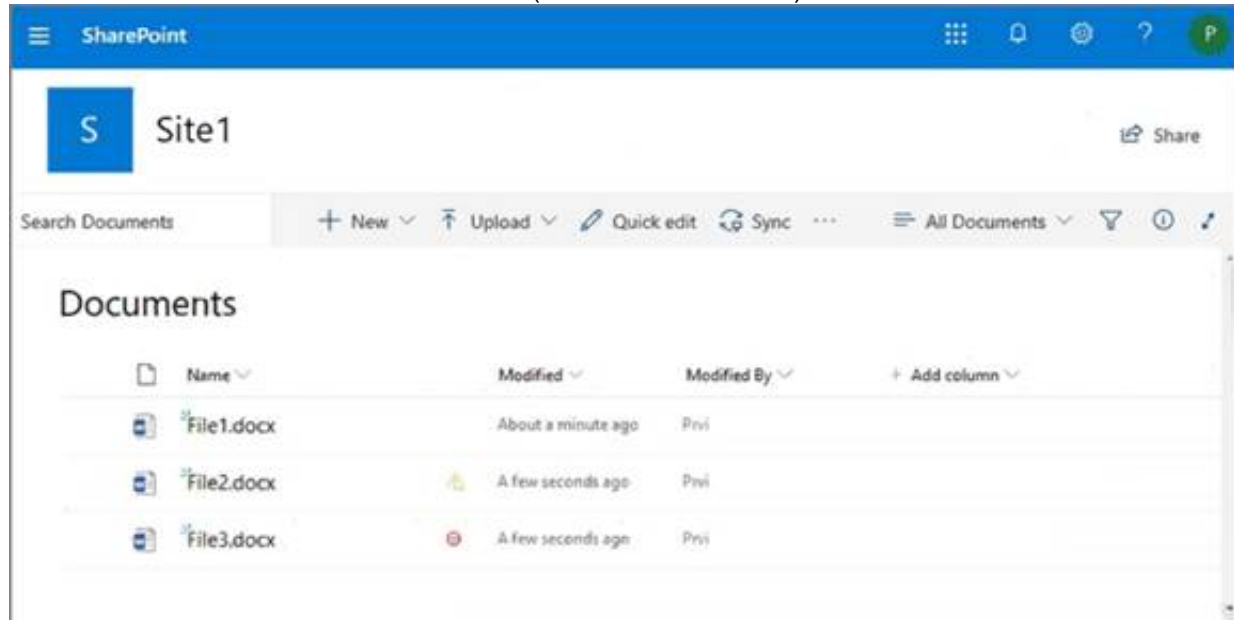 SharePoint ? P
S Site1 Share
Search Documents + New Upload Quick edit Sync ... All Documents
Documents
Name Modified Modified By + Add column
File1.docx About a minute ago Prvi
File2.docx A few seconds ago Prvi
File3.docx A few seconds ago Prvi